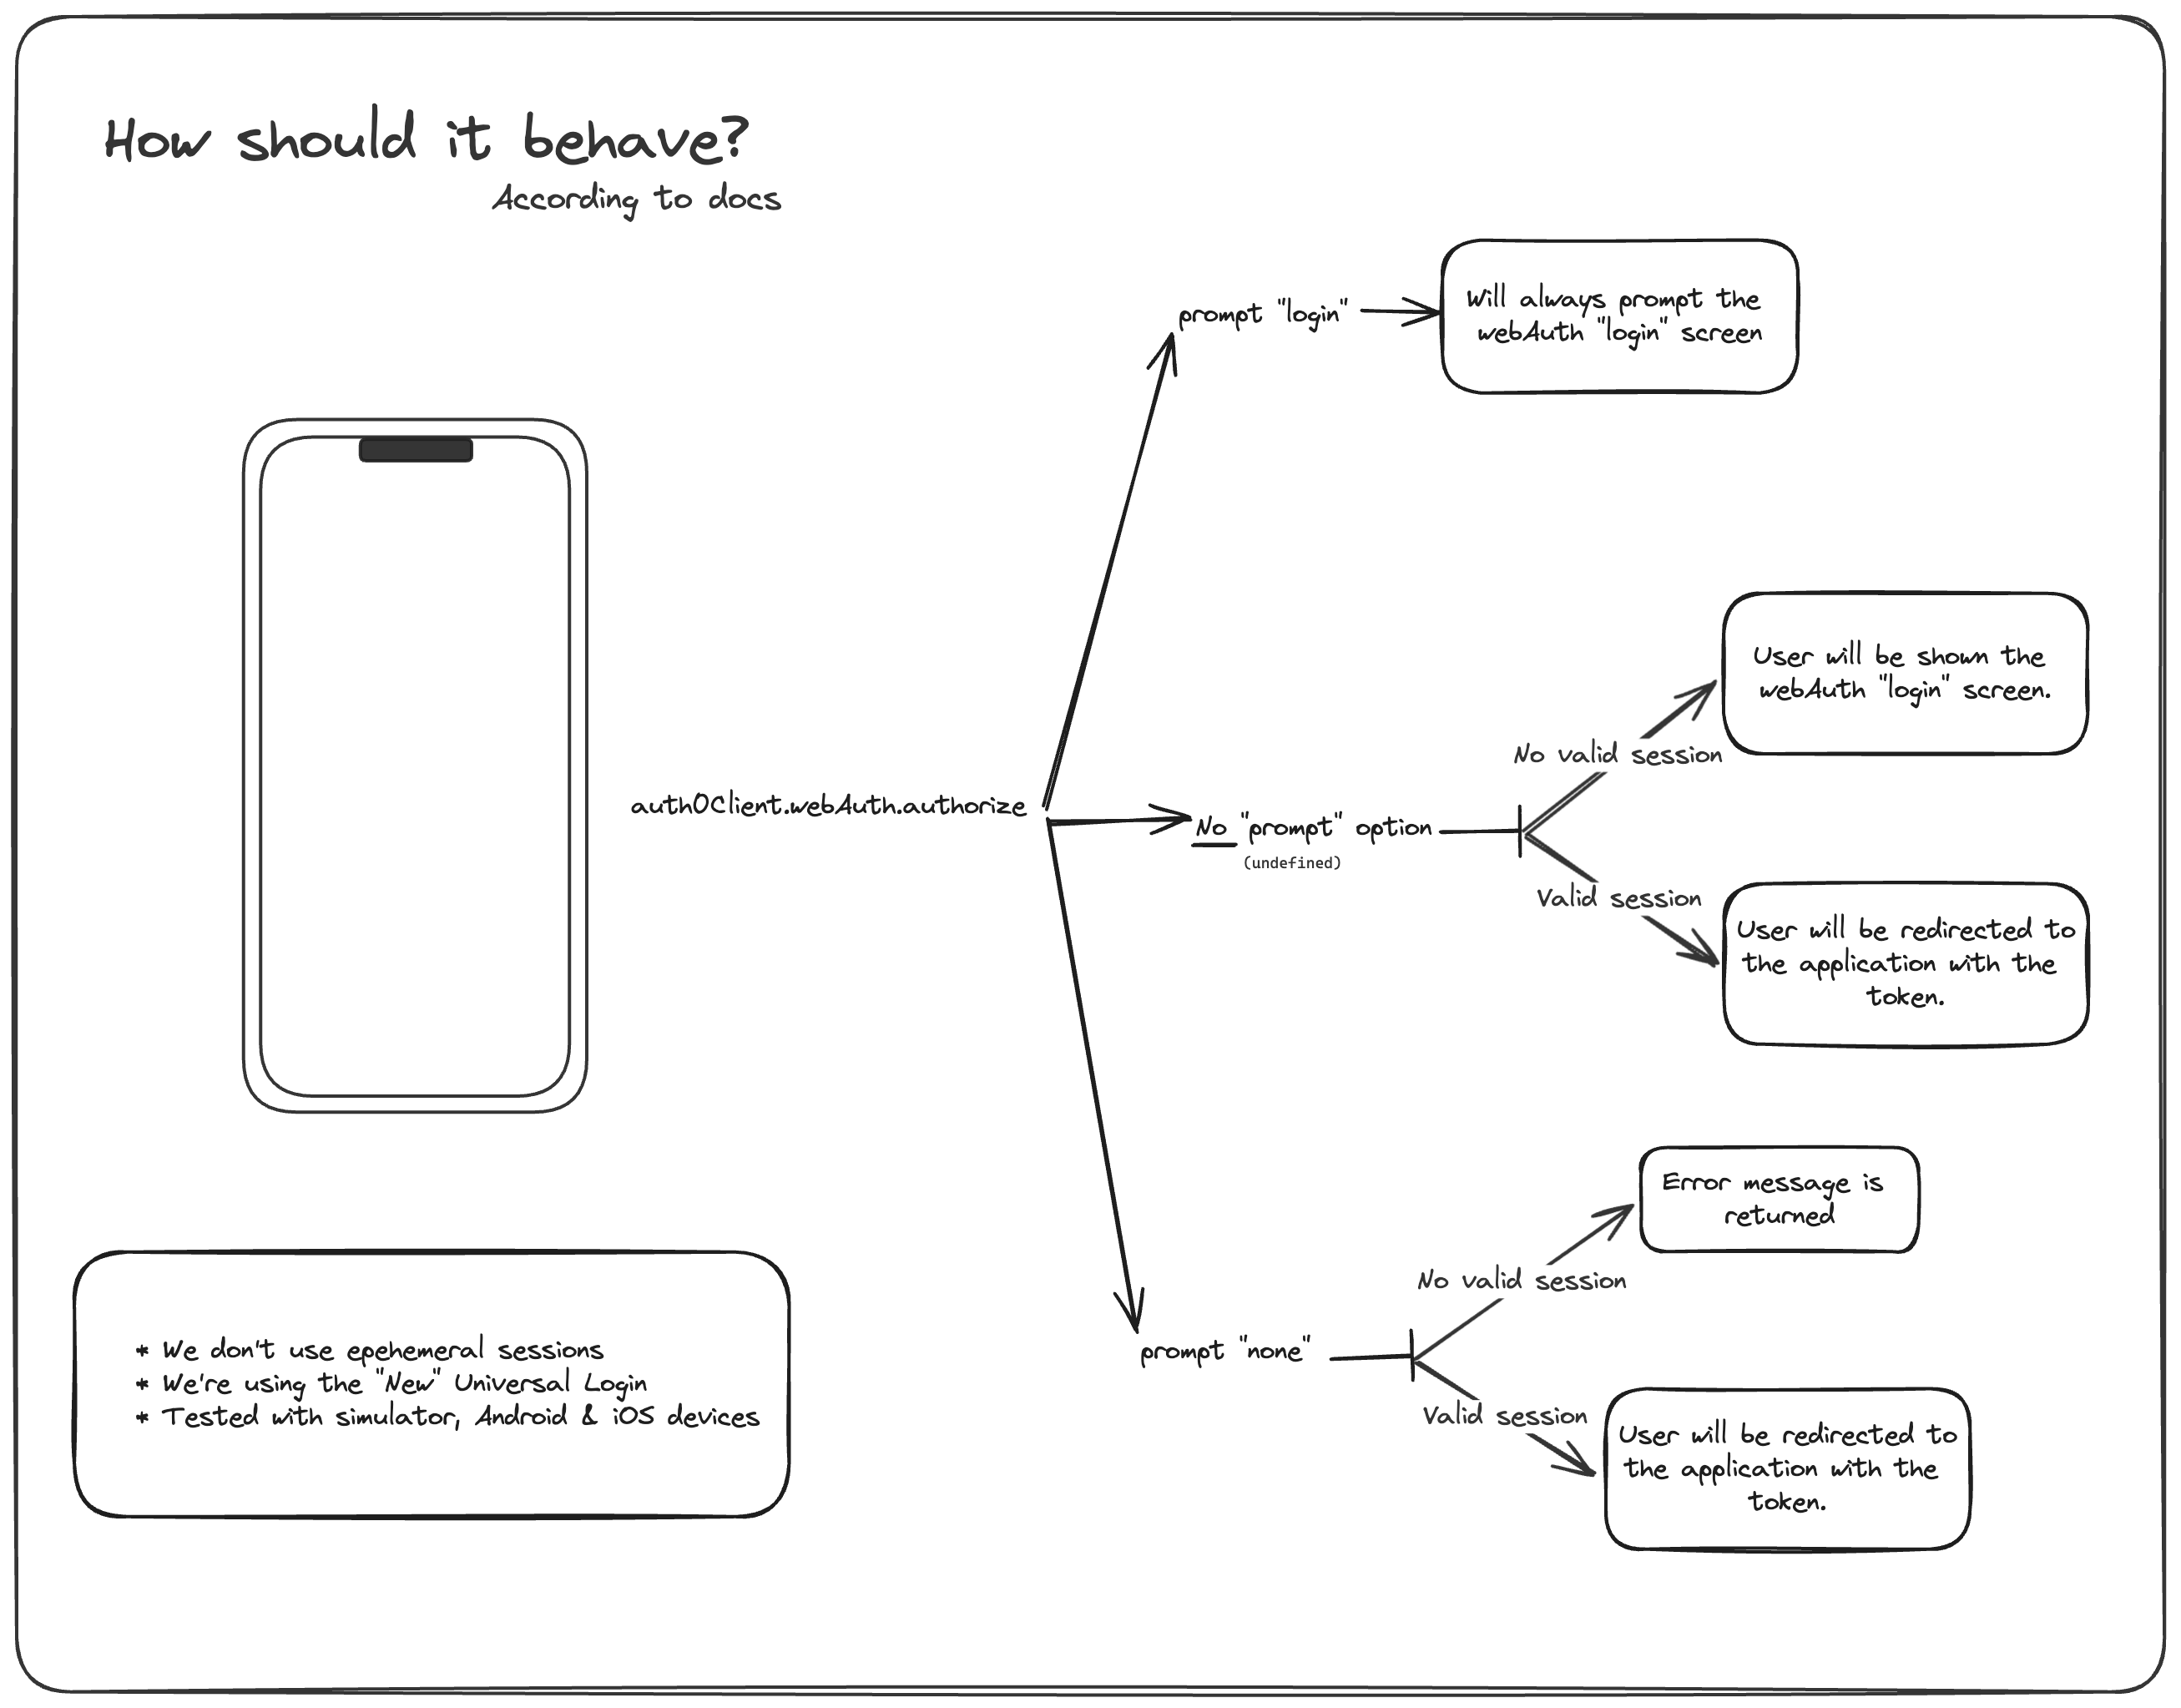 How should it behave?
According to docs
prompt "login"
Will always prompt the
webAuth "login" screen
User will be shown the
webAuth "login" screen.
No valid session
auth0Client.webAuth.authorize
No "prompt" option
(undefined)
Valid session
User will be redirected to
the application with the
token.
Error message is
returned
No valid session
prompt "none"
Valid session
User will be redirected to
the application with the
token.
* We don't use epehemeral sessions
* We're using the "New" Universal Login
* Tested with simulator, Android & iOS devices